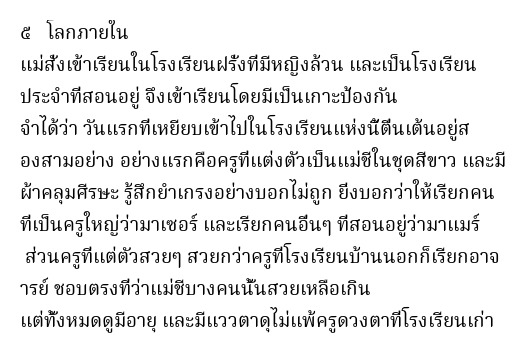 ๕ โลกภายใน
แม่สั่งเข้าเรียนในโรงเรียนฝรั่งที่มีหญิงล้วน และเป็นโรงเรียน
ประจำที่สอนอยู่ จึงเข้าเรียนโดยมีเป็นเกาะป้องกัน
จำได้ว่า วันแรกที่เหยียบเข้าไปในโรงเรียนแห่งนี้ตื่นเต้นอยู่ส
องสามอย่าง อย่างแรกคือครูที่แต่งตัวเป็นแม่ชีในชุดสีขาว และมี
ผ้าคลุมศีรษะ รู้สึกยำเกรงอย่างบอกไม่ถูก ยิ่งบอกว่าให้เรียกคน
ที่เป็นครูใหญ่ว่ามาเซอร์ และเรียกคนอื่นๆ ที่สอนอยู่ว่ามาแมร์
ส่วนครูที่แต่ตัวสวยๆ สวยกว่าครูที่โรงเรียนบ้านนอกก็เรียกอาจ
ารย์ ชอบตรงที่ว่าแม่ชีบางคนนั้นสวยเหลือเกิน
แต่ทั้งหมดดูมีอายุ และมีแววตาดุไม่แพ้ครูดวงตาที่โรงเรียนเก่า